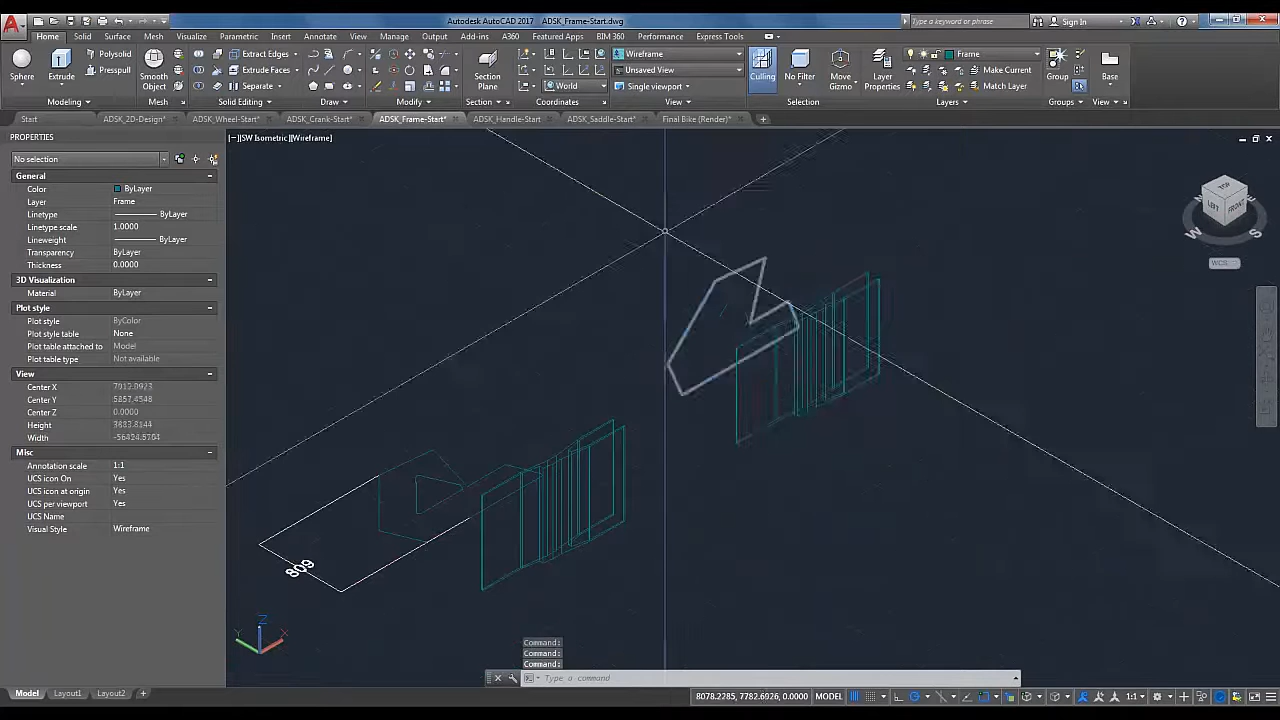 Autodesk AutoCAD 2017 ADSK_Frame-Start.dwg
Type a keyword or phrase
Sign In
Home Solid Surface Mesh Visualize Parametric Insert Annotate View Manage Output Add-ins A360 Featured Apps BIM 360 Performance Express Tools
Sphere
Extrude
Polysolid
Presspull
Smooth Object
Extract Edges
Extrude Faces
Separate
Section Plane
World
Wireframe
Unsaved View
Single viewport
Culling
No Filter
Move Gizmo
Layer Properties
Frame
Make Current
Match Layer
Group
Base
Modeling Mesh Solid Editing Draw Modify Section Coordinates View Selection Layers Groups View
Start ADSK_2D-Design* ADSK_Wheel-Start* ADSK_Crank-Start* ADSK_Frame-Start* ADSK_Handle-Start ADSK_Saddle-Start* Final Bike (Render)*
PROPERTIES
[−][SW Isometric][Wireframe]
No selection
General
Color ByLayer
Layer Frame
Linetype ByLayer
Linetype scale 1.0000
Lineweight ByLayer
Transparency ByLayer
Thickness 0.0000
3D Visualization
Material ByLayer
Plot style
Plot style ByColor
Plot style table None
Plot table attached to Model
Plot table type Not available
View
Center X
Center Y 5857.4548
Center Z 0.0000
Height
Width
Misc
Annotation scale 1:1
UCS icon On Yes
UCS icon at origin Yes
UCS per viewport Yes
UCS Name
Visual Style Wireframe
TOP
LEFT
FRONT
W
S
WCS
809
Z
Y
X
Command:
Command:
Command:
Type a command
Model Layout1 Layout2
8078.2285, 7782.6926, 0.0000 MODEL
1:1